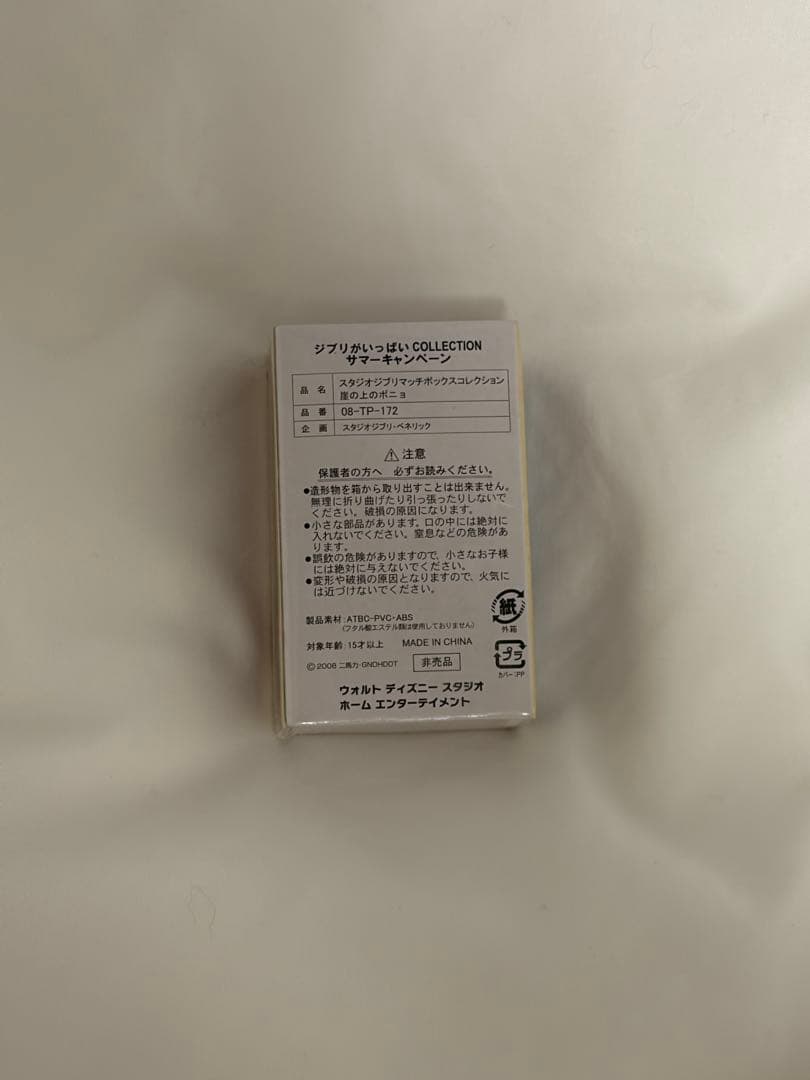 ジブリがいっぱい COLLECTION
サマーキャンペーン
品 名 スタジオジブリマッチボックスコレクション
崖の上のポニョ
品 番 08-TP-172
企 画 スタジオジブリ・ベネリック
⚠注意
保護者の方へ 必ずお読みください。
●造形物を箱から取り出すことは出来ません。
無理に折り曲げたり引っ張ったりしないで
ください。破損の原因になります。
●小さな部品があります。口の中には絶対に
入れないでください。窒息などの危険があ
ります。
●誤飲の危険がありますので、小さなお子様
には絶対に与えないでください。
●変形や破損の原因となりますので、火気に
は近づけないでください。
製品素材:ATBC-PVC・ABS
(フタル酸エステル類は使用しておりません)
対象年齢:15才以上 MADE IN CHINA
©2008 二馬力・GNDHDDT 非売品
紙
外箱
プラ
カバー:PP
ウォルト ディズニー スタジオ
ホーム エンターテイメント